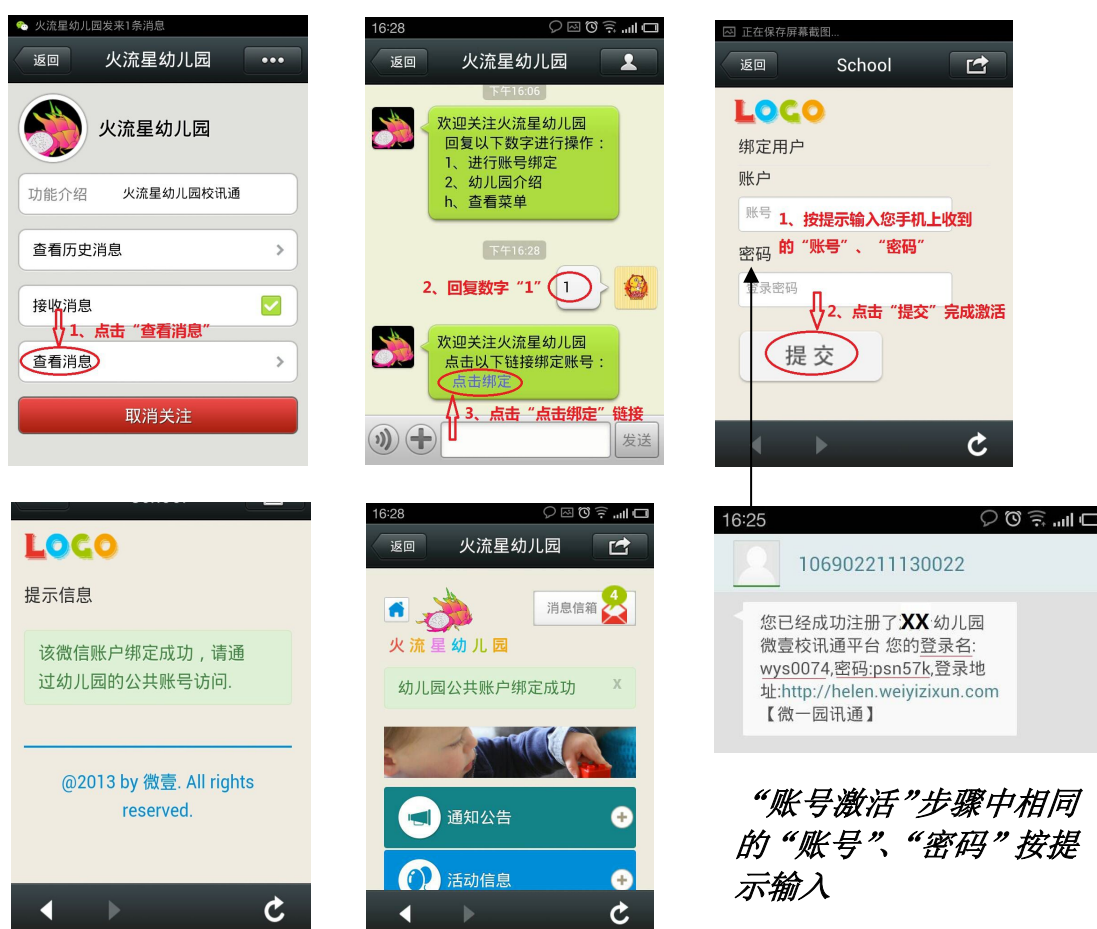 火流星幼儿园发来1条消息
返回
火流星幼儿园
火流星幼儿园
功能介绍 火流星幼儿园校讯通
查看历史消息
接收消息
1、点击“查看消息”
查看消息
取消关注
16:28
返回
火流星幼儿园
下午16:06
欢迎关注火流星幼儿园
回复以下数字进行操作：
1、进行账号绑定
2、幼儿园介绍
h、查看菜单
下午16:28
2、回复数字“1”
1
欢迎关注火流星幼儿园
点击以下链接绑定账号：
点击绑定
3、点击“点击绑定”链接
发送
正在保存屏幕截图...
返回
School
LOGO
绑定用户
账户
账号
1、按提示输入您手机上收到
的“账号”、“密码”
密码
登录密码
2、点击“提交”完成激活
提交
LOGO
提示信息
该微信账户绑定成功，请通
过幼儿园的公共账号访问.
@2013 by 微壹. All rights
reserved.
16:28
返回
火流星幼儿园
消息信箱
4
火流星幼儿园
幼儿园公共账户绑定成功
X
通知公告
活动信息
16:25
106902211130022
您已经成功注册了XX幼儿园
微壹校讯通平台 您的登录名:
wys0074,密码:psn57k,登录地
址:http://helen.weiyizixun.com
【微一园讯通】
“账号激活”步骤中相同
的“账号”、“密码”按提
示输入